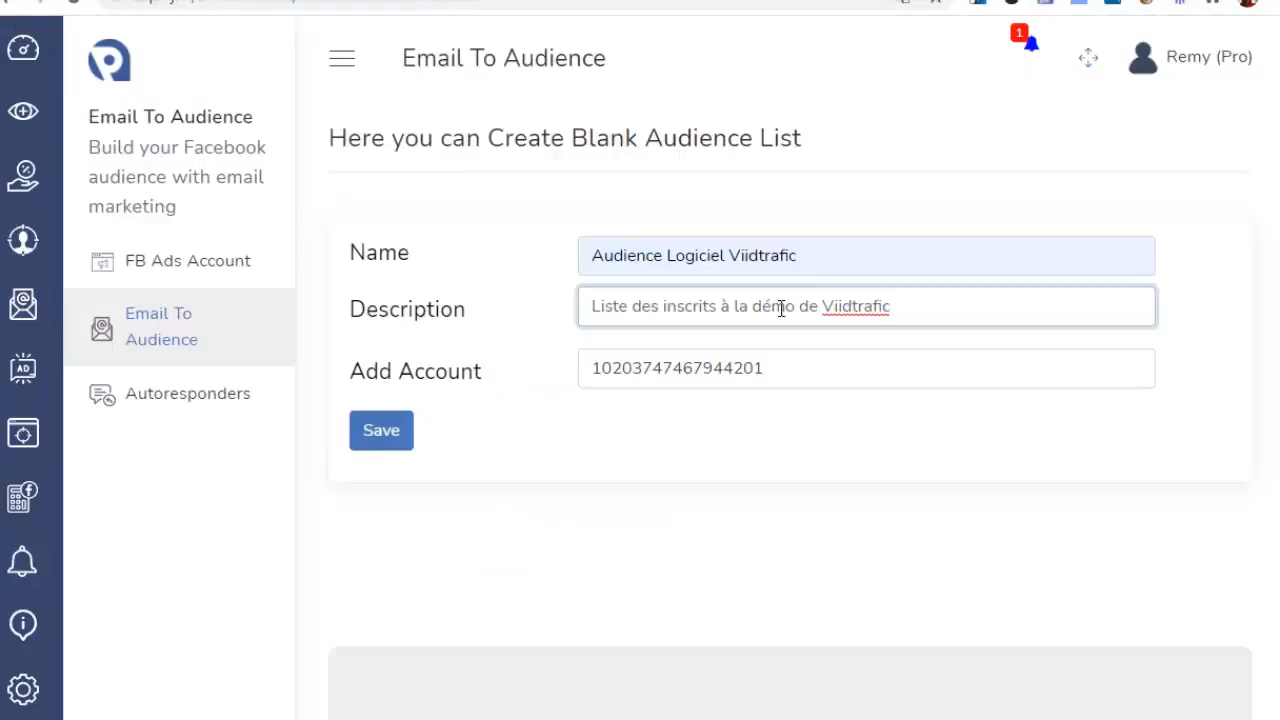 1
Email To Audience
Remy (Pro)
Email To Audience
Build your Facebook
audience with email
marketing
FB Ads Account
Email To
Audience
Autoresponders
Here you can Create Blank Audience List
Name
Audience Logiciel Viidtrafic
Description
Liste des inscrits à la démo de Viidtrafic
Add Account
10203747467944201
Save
AD